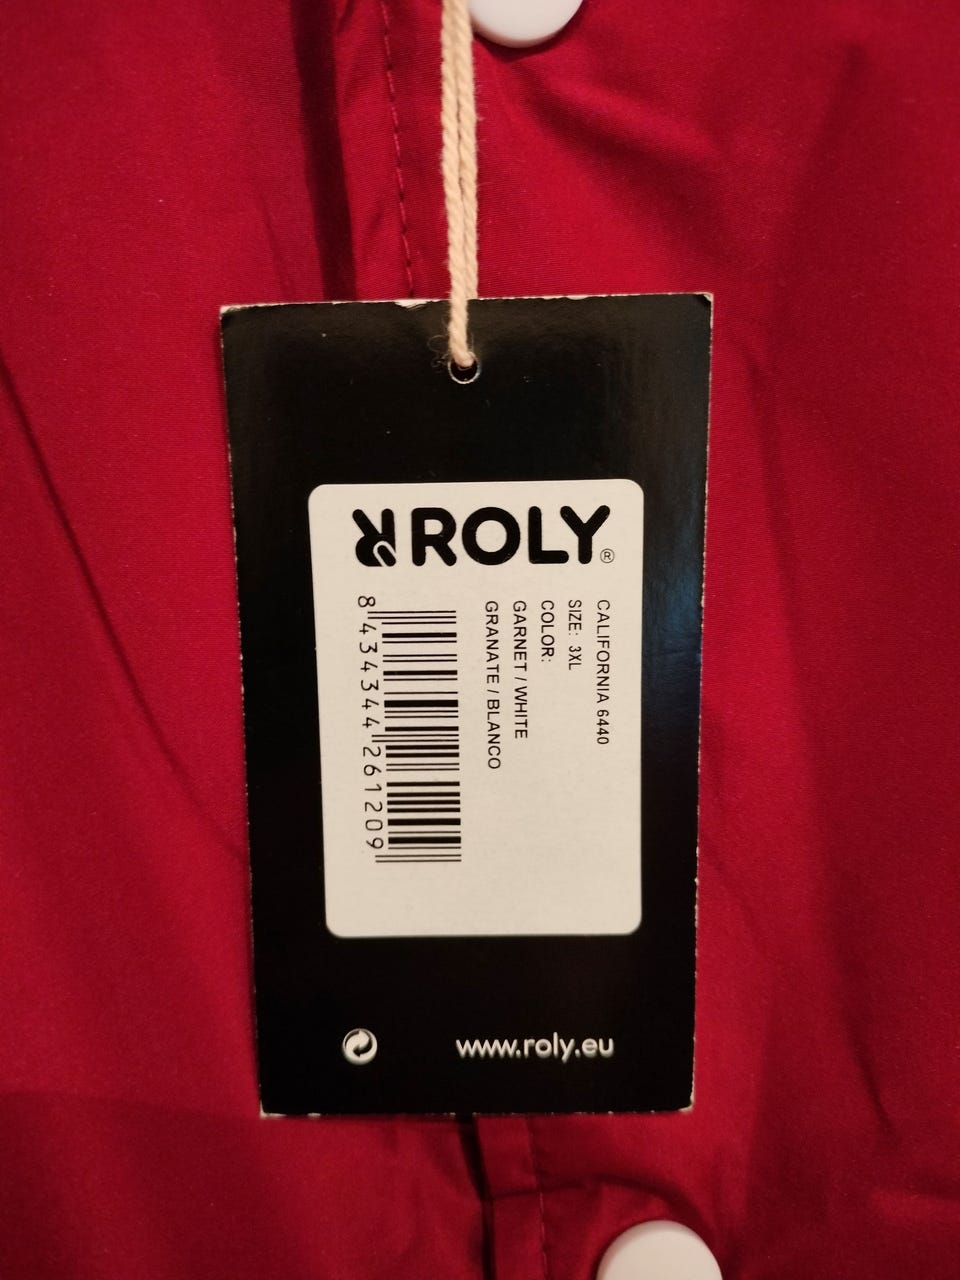 ROLY®
CALIFORNIA 6440
SIZE: 3XL
COLOR:
GARNET / WHITE
GRANATE / BLANCO
8 434344 261209
www.roly.eu